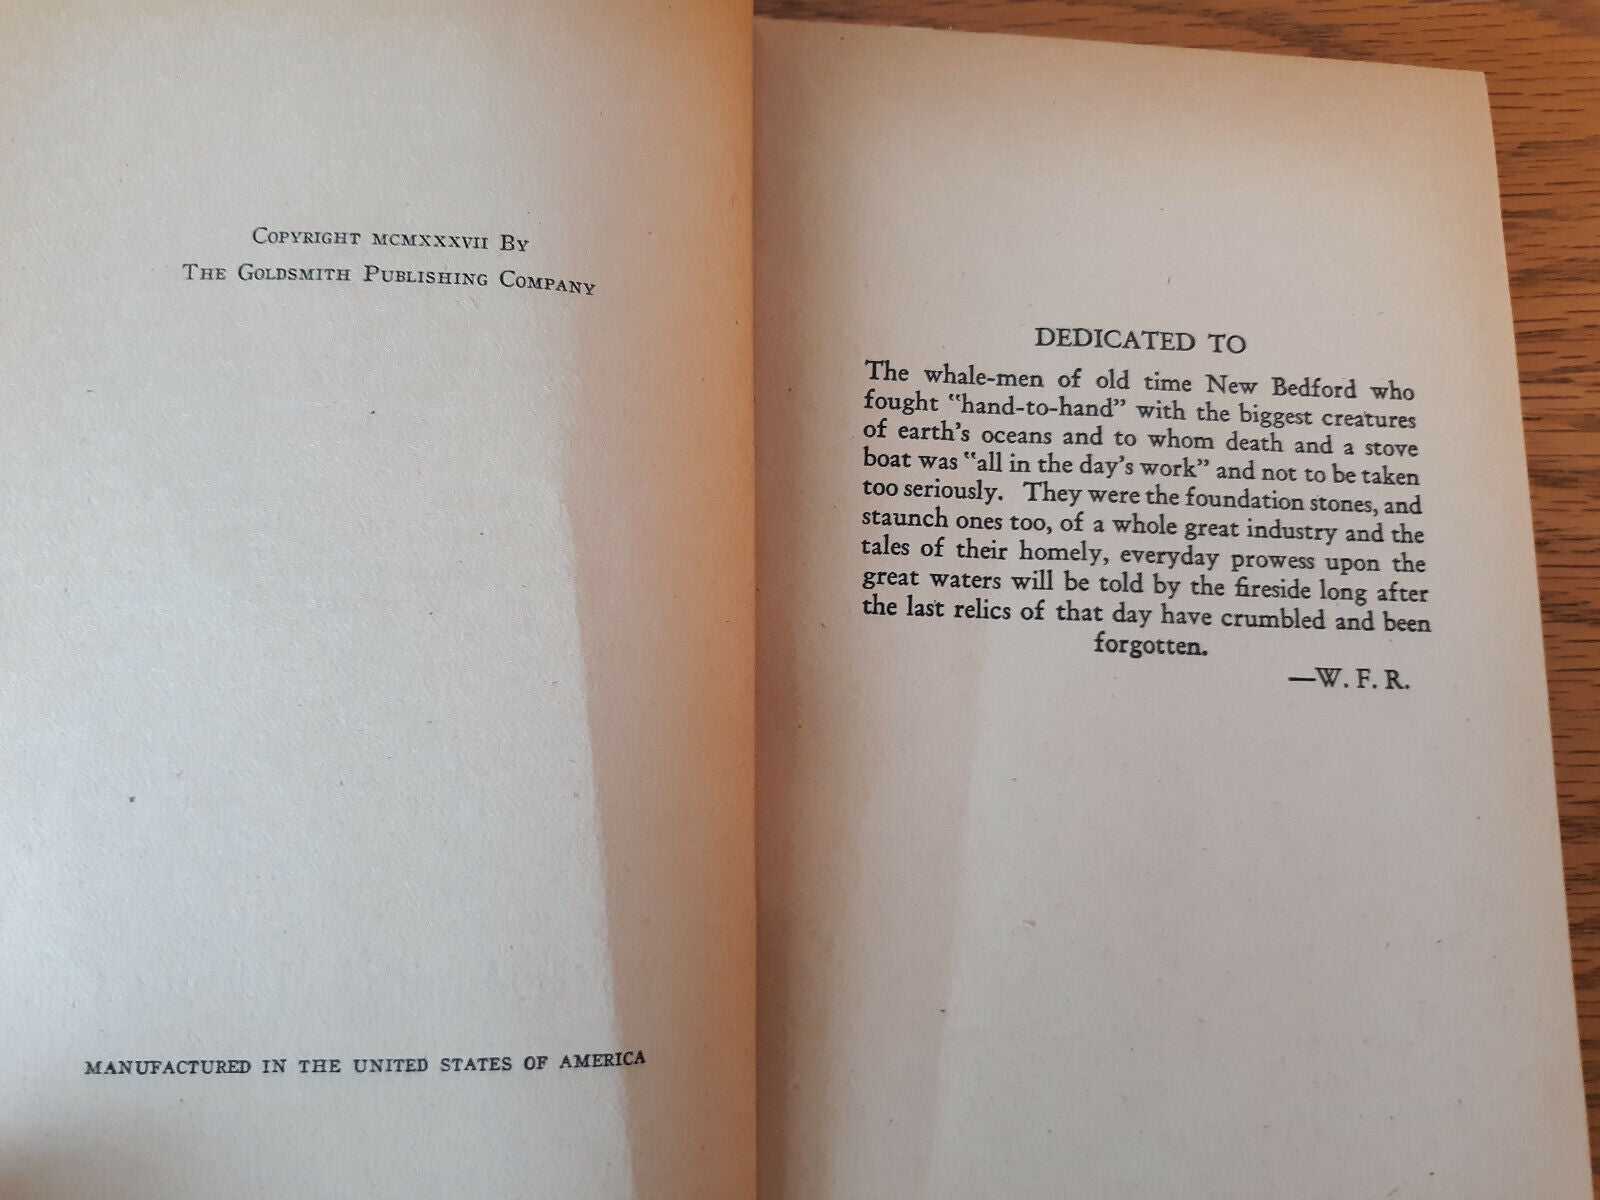 COPYRIGHT MCMXXXVII BY
THE GOLDSMITH PUBLISHING COMPANY
MANUFACTURED IN THE UNITED STATES OF AMERICA
DEDICATED TO
The whale-men of old time New Bedford who
fought "hand-to-hand" with the biggest creatures
of earth's oceans and to whom death and a stove
boat was "all in the day's work" and not to be taken
too seriously. They were the foundation stones, and
staunch ones too, of a whole great industry and the
tales of their homely, everyday prowess upon the
great waters will be told by the fireside long after
the last relics of that day have crumbled and been
forgotten.
—W. F. R.